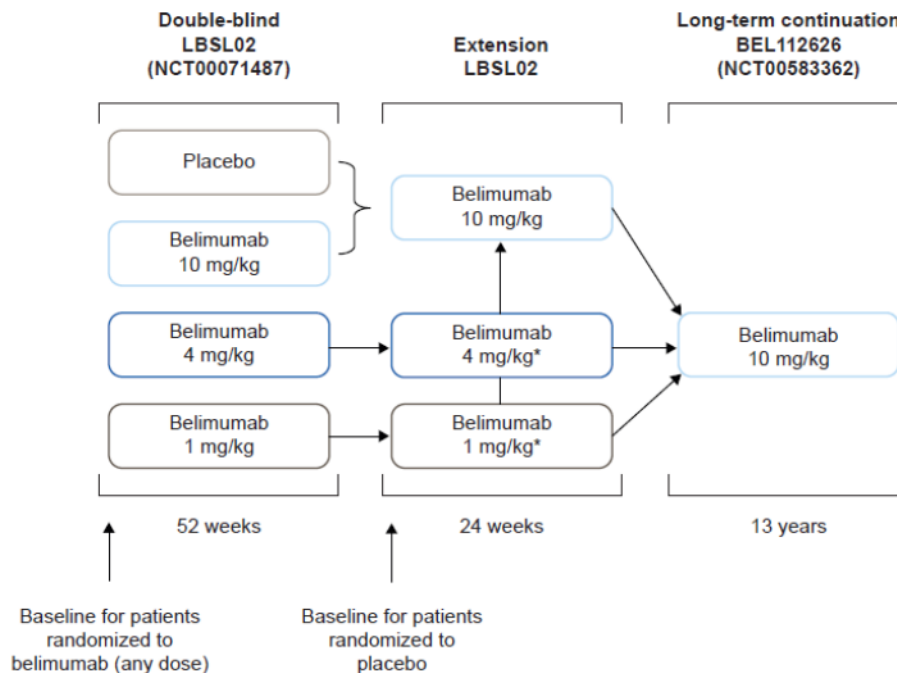 Double-blind
LBSL02
(NCT00071487)
Extension
LBSL02
Long-term continuation
BEL112626
(NCT00583362)
Placebo
Belimumab
10 mg/kg
Belimumab
4 mg/kg
Belimumab
1 mg/kg
Belimumab
10 mg/kg
Belimumab
4 mg/kg*
Belimumab
1 mg/kg*
Belimumab
10 mg/kg
52 weeks
24 weeks
13 years
Baseline for patients
randomized to
belimumab (any dose)
Baseline for patients
randomized to
placebo